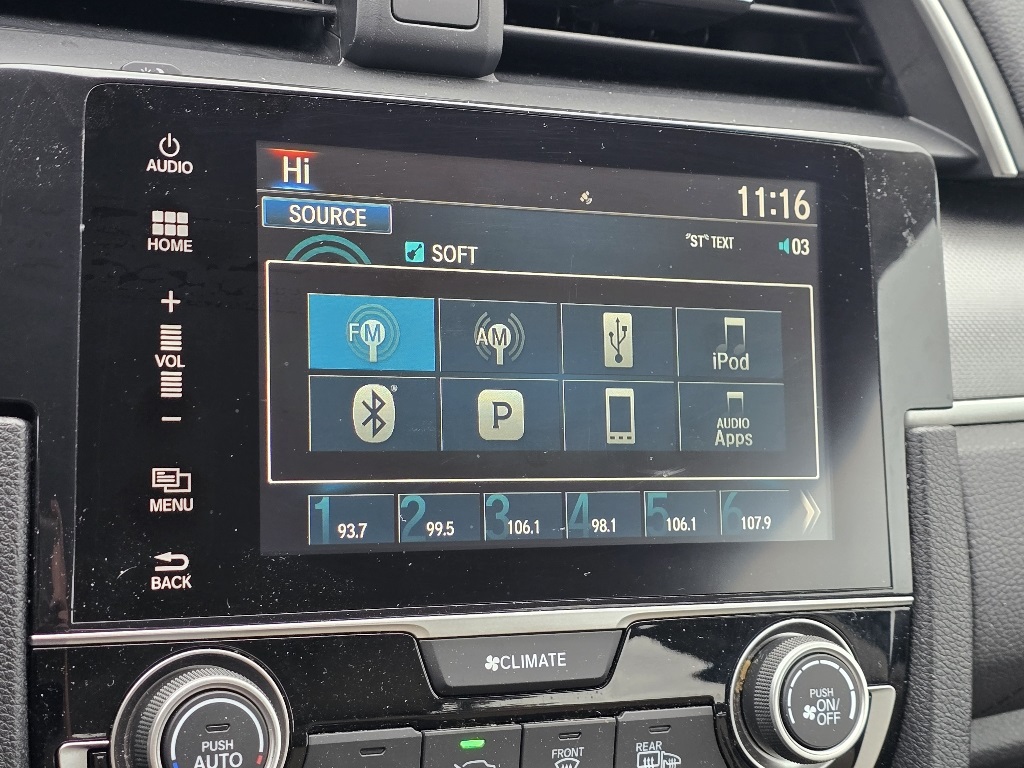 AUDIO
HOME
+
VOL
−
MENU
BACK
Hi
11:16
SOURCE
SOFT
"ST" TEXT
03
FM
AM
iPod
®
P
AUDIO
Apps
1 93.7
2 99.5
3 106.1
4 98.1
5 106.1
6 107.9
CLIMATE
PUSH
AUTO
FRONT
REAR
PUSH
ON/
OFF